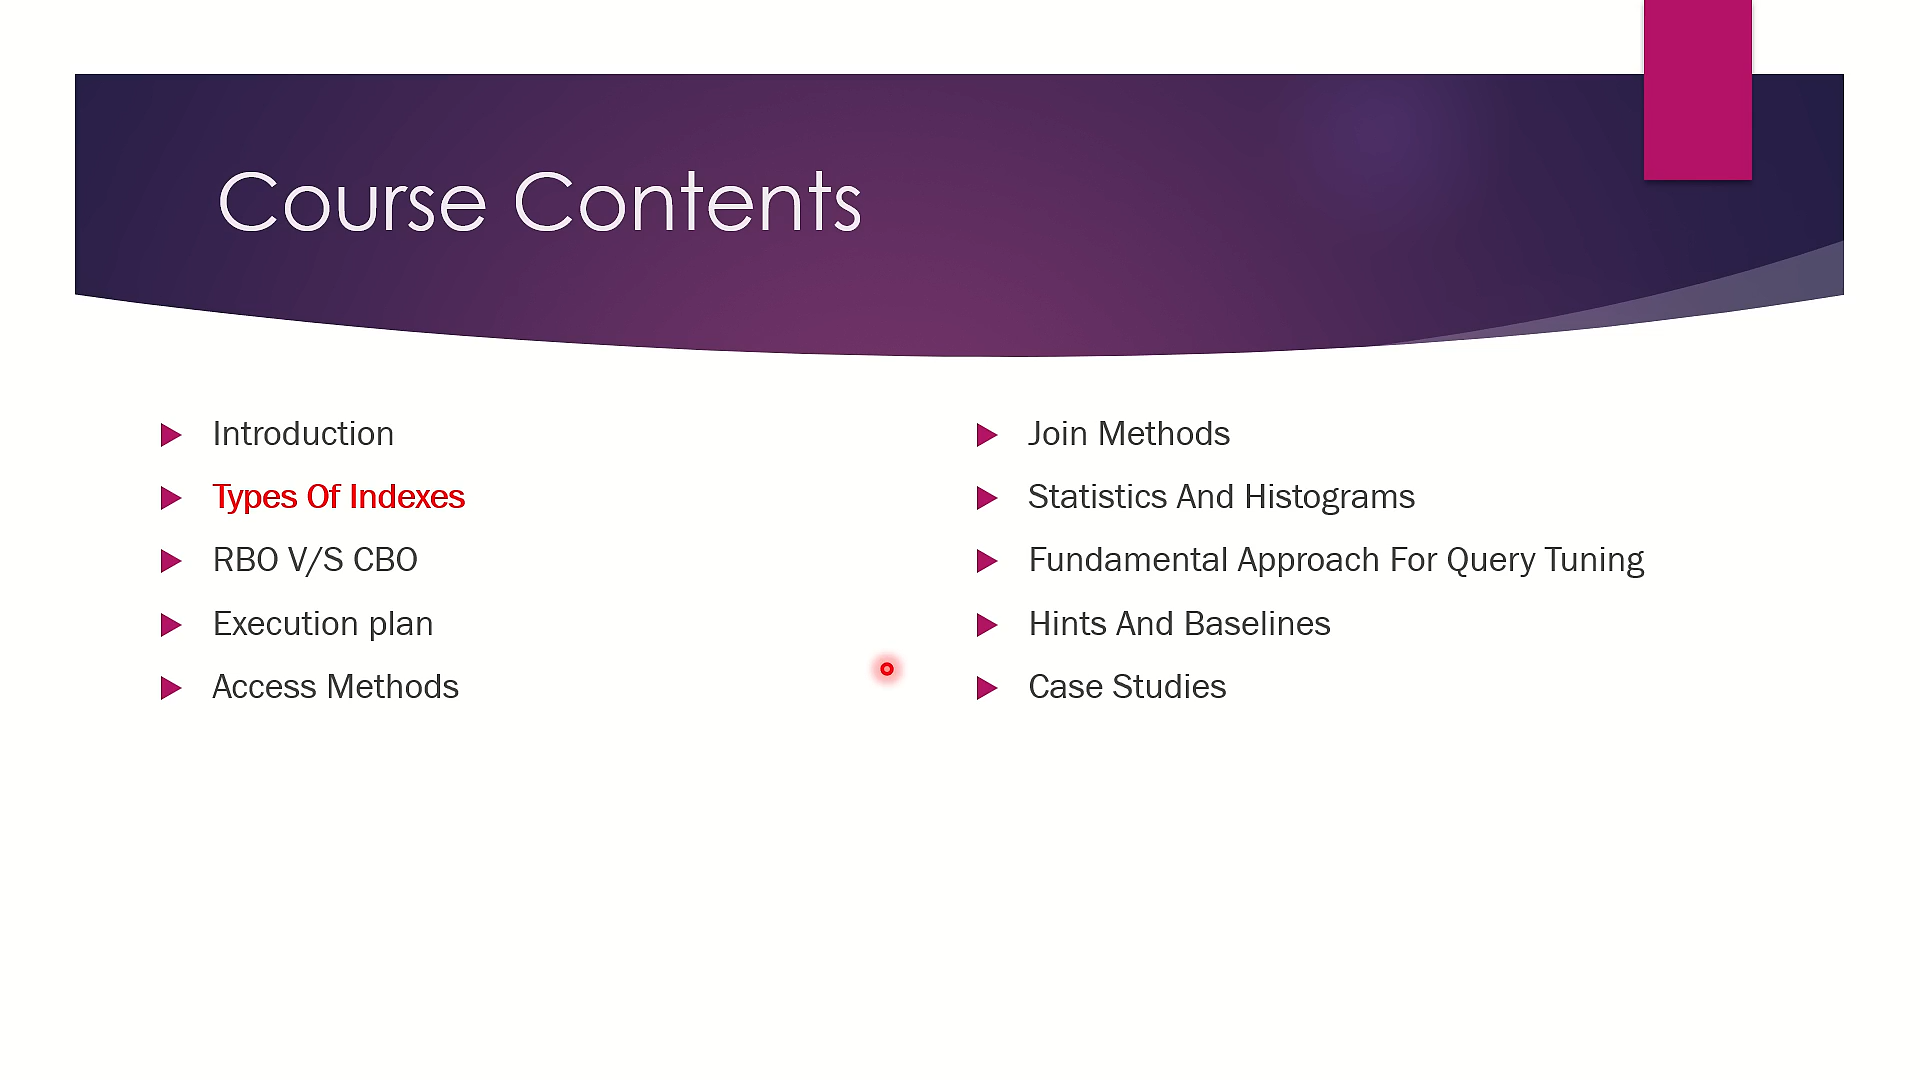 Course Contents
Introduction
Types Of Indexes
RBO V/S CBO
Execution plan
Access Methods
Join Methods
Statistics And Histograms
Fundamental Approach For Query Tuning
Hints And Baselines
Case Studies